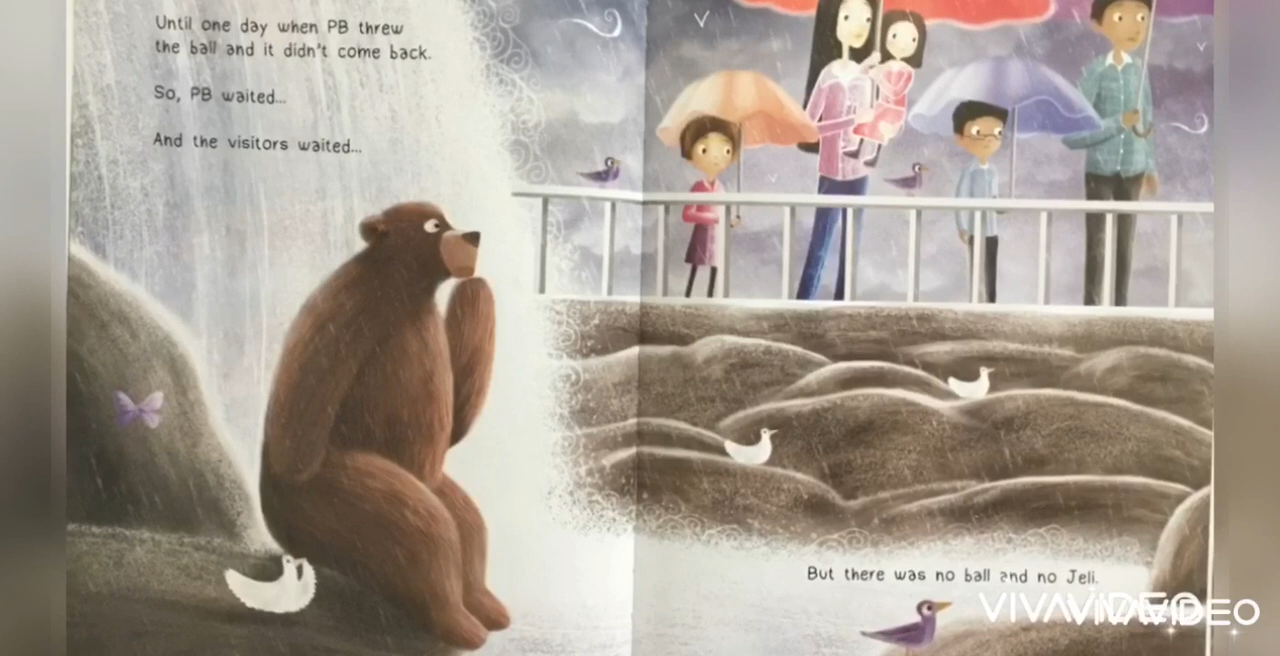 Until one day when PB threw
the ball and it didn't come back.
So, PB waited...
And the visitors waited...
But there was no ball and no Jeli.
VIVAVIDEO
VIVAVIDEO